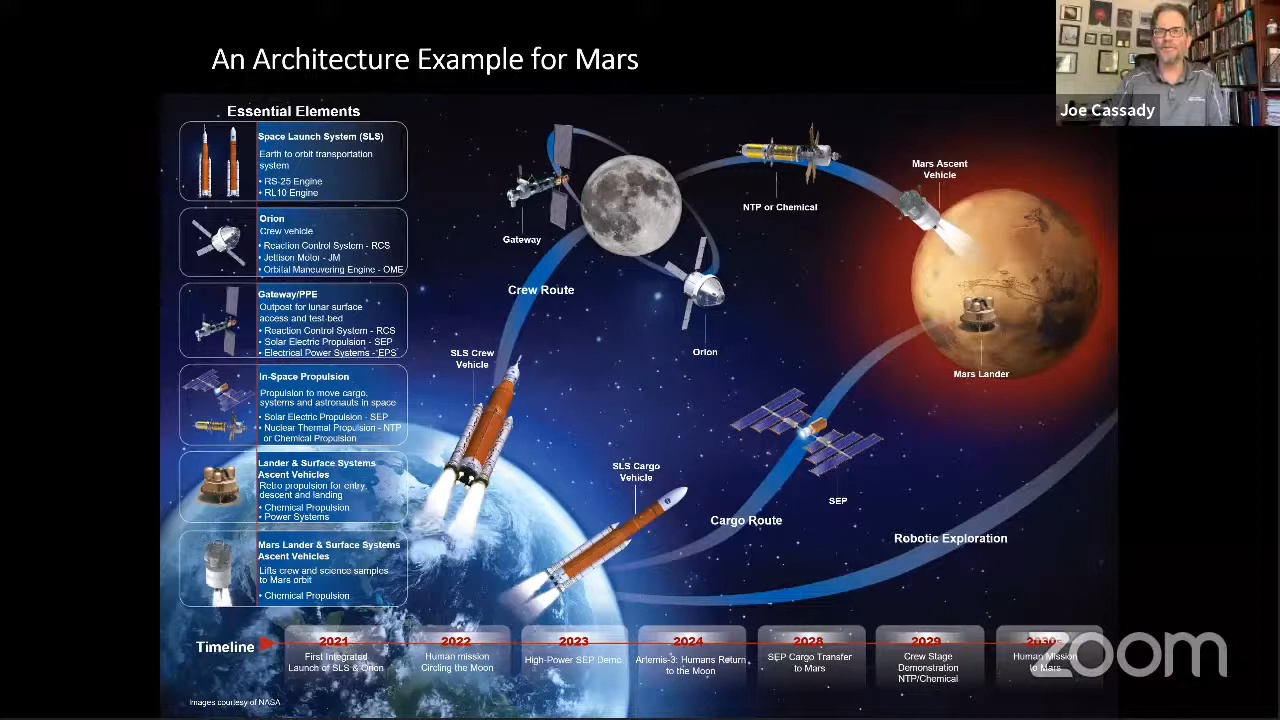 An Architecture Example for Mars
Joe Cassady
Essential Elements
Space Launch System (SLS)
Earth to orbit transportation
system
• RS-25 Engine
• RL10 Engine
Orion
Crew vehicle
• Reaction Control System - RCS
• Jettison Motor - JM
• Orbital Maneuvering Engine - OME
Gateway/PPE
Outpost for lunar surface
access and test-bed
• Reaction Control System - RCS
• Solar Electric Propulsion - SEP
• Electrical Power Systems - EPS
In-Space Propulsion
Propulsion to move cargo,
systems and astronauts in space
• Solar Electric Propulsion - SEP
• Nuclear Thermal Propulsion - NTP
or Chemical Propulsion
Lander & Surface Systems
Ascent Vehicles
Retro propulsion for entry,
descent and landing
• Chemical Propulsion
• Power Systems
Mars Lander & Surface Systems
Ascent Vehicles
Lifts crew and science samples
to Mars orbit
• Chemical Propulsion
Gateway
Crew Route
SLS Crew
Vehicle
Orion
NTP or Chemical
Mars Ascent
Vehicle
Mars Lander
SLS Cargo
Vehicle
SEP
Cargo Route
Robotic Exploration
Timeline
2021
First Integrated
Launch of SLS & Orion
2022
Human mission
Circling the Moon
2023
High-Power SEP Demo
2024
Artemis-3: Humans Return
to the Moon
2028
SEP Cargo Transfer
to Mars
2029
Crew Stage
Demonstration
NTP/Chemical
2030s
Human Mission
to Mars
zoom
Images courtesy of NASA